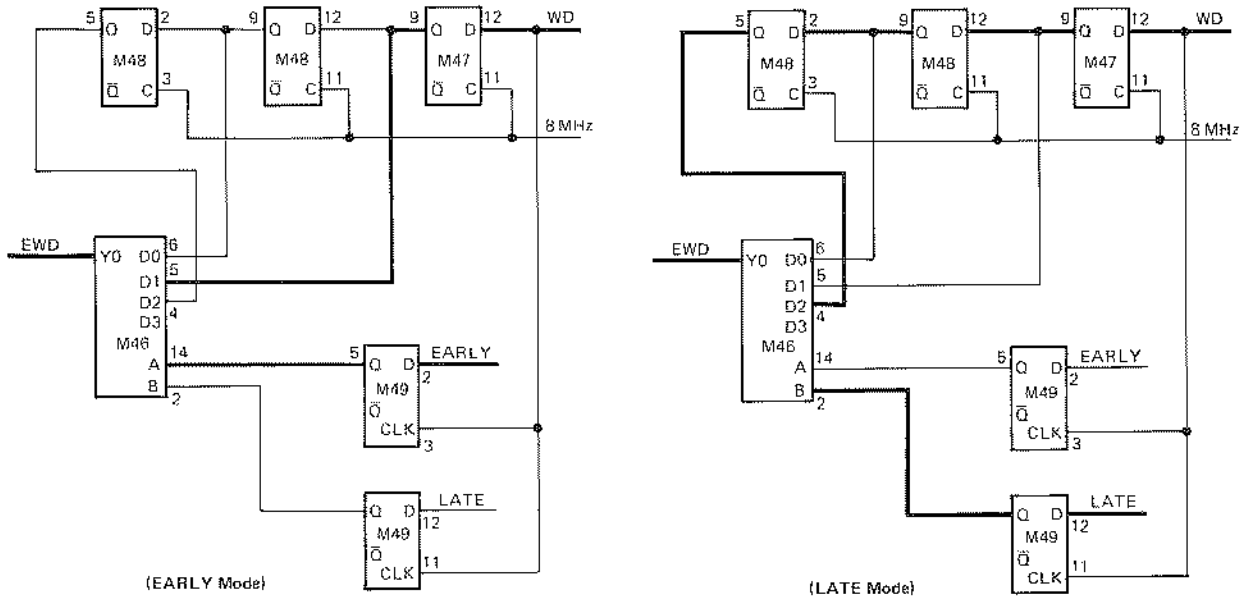 5 Q D 2 9 Q D 12 9 Q D 12 WD
M48 M48 M47
Q̅ C 3 Q̅ C 11 Q̅ C 11
8 MHz
EWD Y0 D0 6
D1 5
D2
D3 4
M46
A 14 5 Q D EARLY
2
B 2 M49
Q̅
CLK 3
Q D LATE
12
M49
Q̅
CLK 11
(EARLY Mode)
5 Q D 2 9 Q D 12 9 Q D 12 WD
M48 M48 M47
Q̅ C 3 Q̅ C 11 Q̅ C 11
8 MHz
EWD Y0 D0 6
D1 5
D2
D3 4
M46
A 14 5 Q D EARLY
2
B 2 M49
Q̅
CLK 3
Q D LATE
12
M49
Q̅
CLK 11
(LATE Mode)